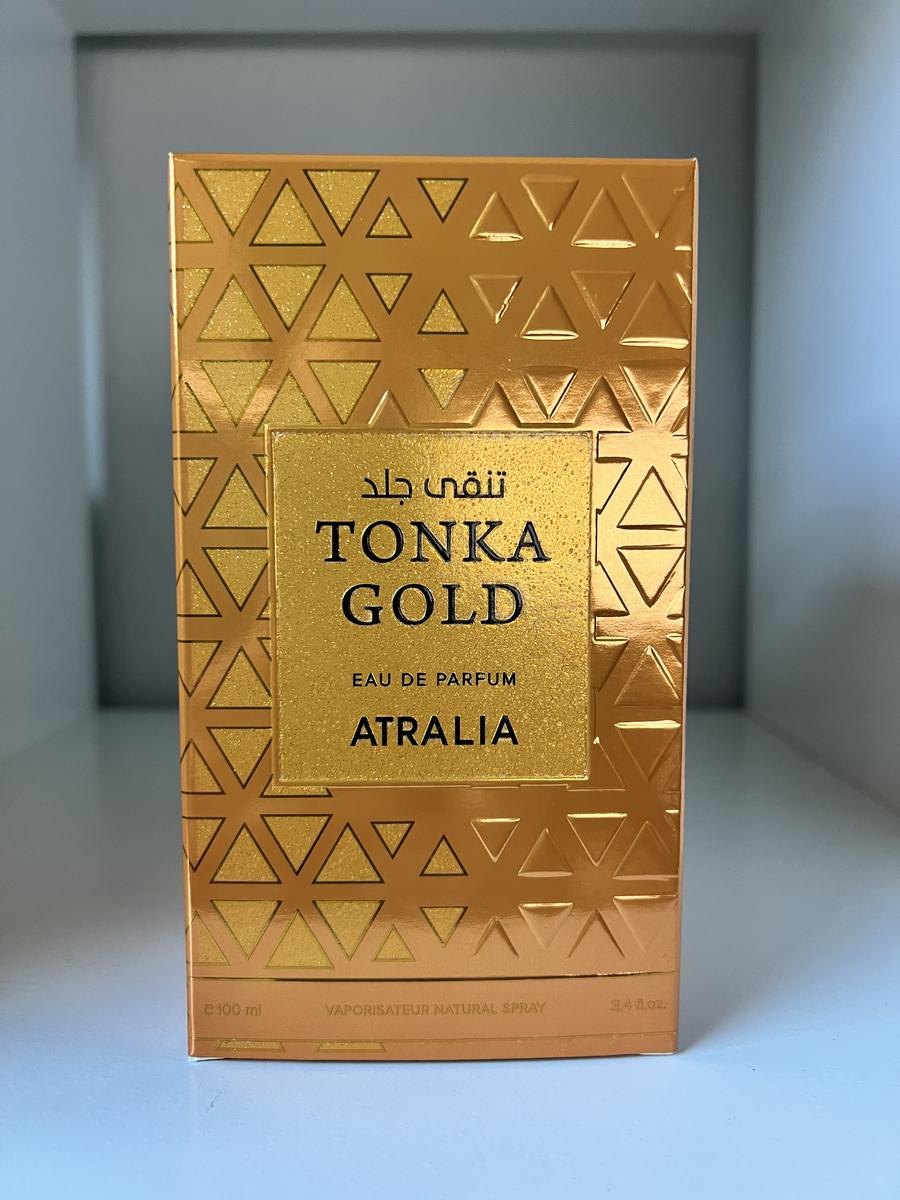 تنقى جلد
TONKA
GOLD
EAU DE PARFUM
ATRALIA
℮ 100 ml VAPORISATEUR NATURAL SPRAY 3.4 fl.oz.